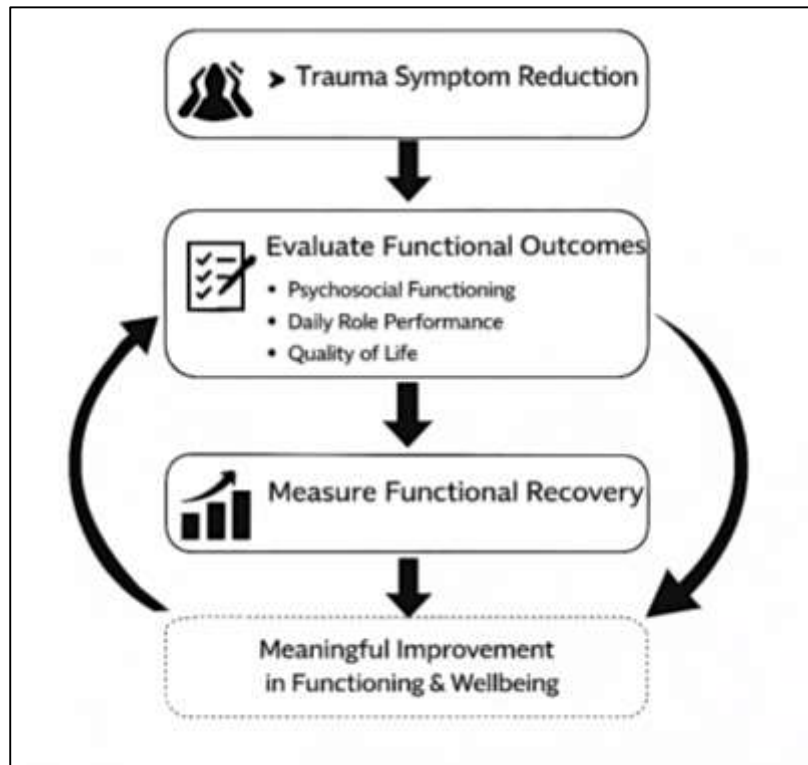 ➤ Trauma Symptom Reduction
Evaluate Functional Outcomes
• Psychosocial Functioning
• Daily Role Performance
• Quality of Life
Measure Functional Recovery
Meaningful Improvement
in Functioning & Wellbeing